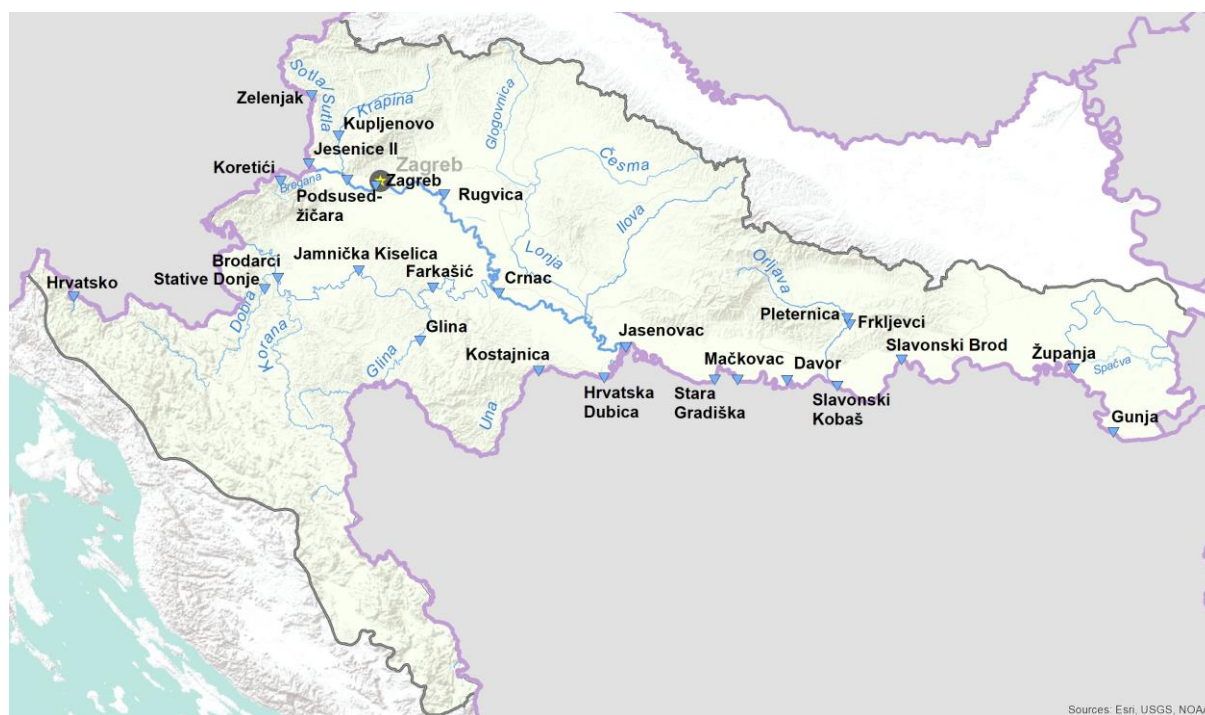 Sotla/Sutla
Zelenjak
Krapina
Glogovnica
Kupljenovo
Jesenice II
Česma
Zagreb
Koretići
Bregana
Zagreb
Podsused-
žičara
Rugvica
Ilova
Lonja
Jamnička Kiselica
Brodarci
Farkašić
Stative Donje
Hrvatsko
Crnac
Orljava
Dobra
Korana
Pleternica
Frkljevci
Glina
Glina
Jasenovac
Slavonski Brod
Kostajnica
Mačkovac
Davor
Županja
Spačva
Hrvatska
Dubica
Stara
Gradiška
Slavonski
Kobaš
Una
Gunja
Sources: Esri, USGS, NOAA